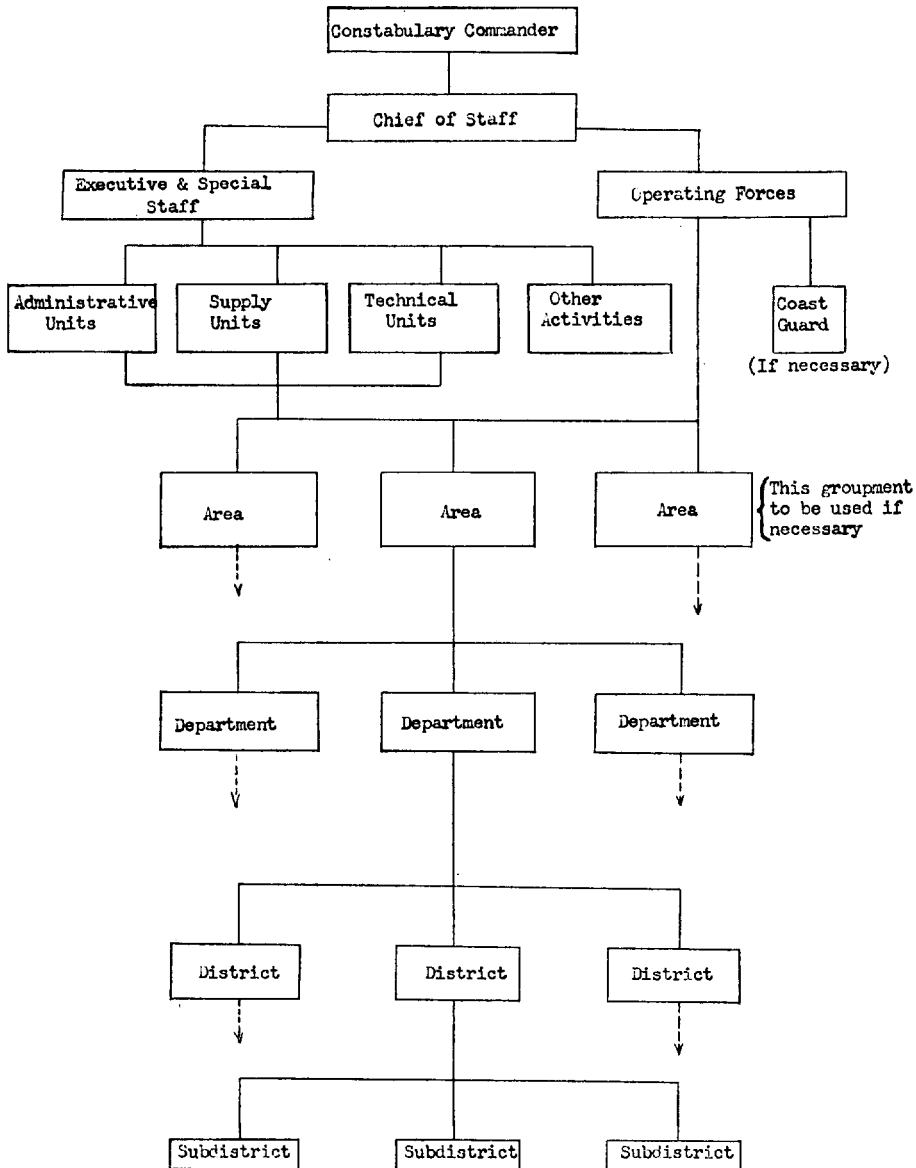 Constabulary Commander
Chief of Staff
Executive & Special
Staff
Operating Forces
Administrative
Units
Supply
Units
Technical
Units
Other
Activities
Coast
Guard
(If necessary)
Area
Area
Area
This groupment
to be used if
necessary
Department
Department
Department
District
District
District
Subdistrict
Subdistrict
Subdistrict